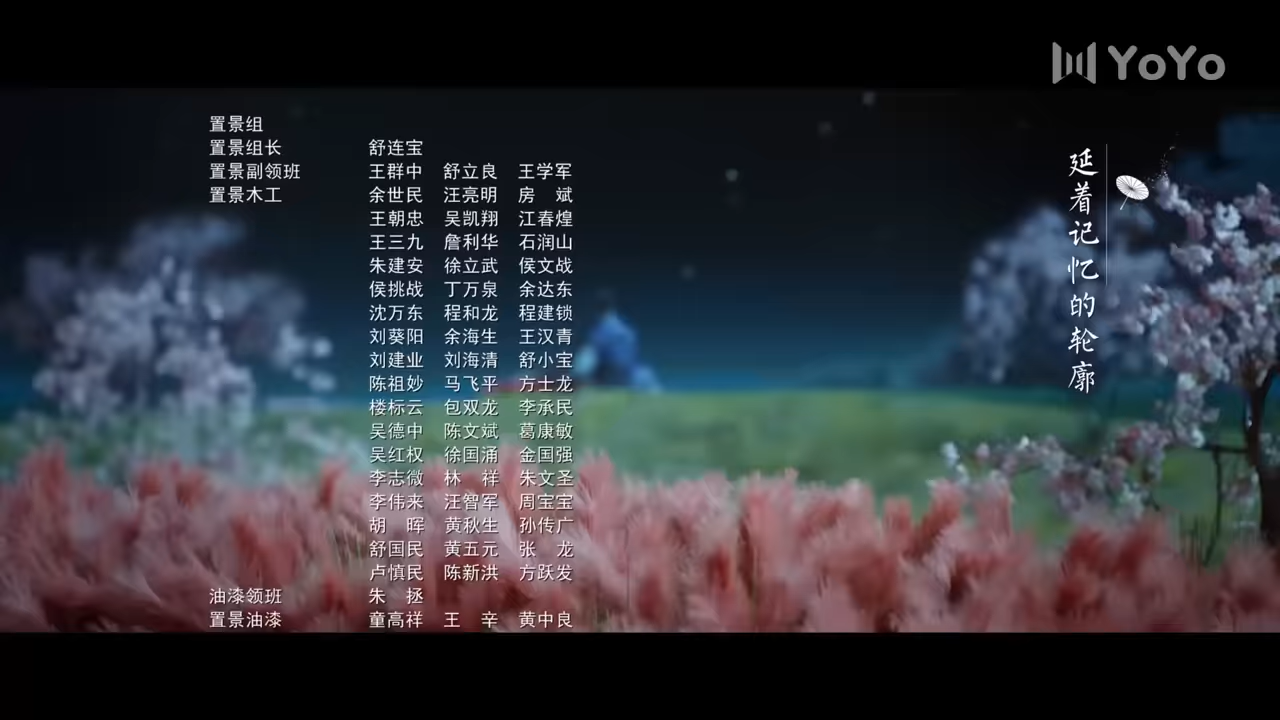 YoYo
置景组
置景组长 舒连宝
置景副领班 王群中 舒立良 王学军
置景木工 余世民 汪亮明 房 斌
王朝忠 吴凯翔 江春煌
王三九 詹利华 石润山
朱建安 徐立武 侯文战
侯挑战 丁万泉 余达东
沈万东 程和龙 程建锁
刘葵阳 余海生 王汉青
刘建业 刘海清 舒小宝
陈祖妙 马飞平 方士龙
楼标云 包双龙 李承民
吴德中 陈文斌 葛康敏
吴红权 徐国涌 金国强
李志微 林 祥 朱文圣
李伟来 汪智军 周宝宝
胡 晖 黄秋生 孙传广
舒国民 黄五元 张 龙
卢慎民 陈新洪 方跃发
油漆领班 朱 拯
置景油漆 童高祥 王 辛 黄中良
延着记忆的轮廓